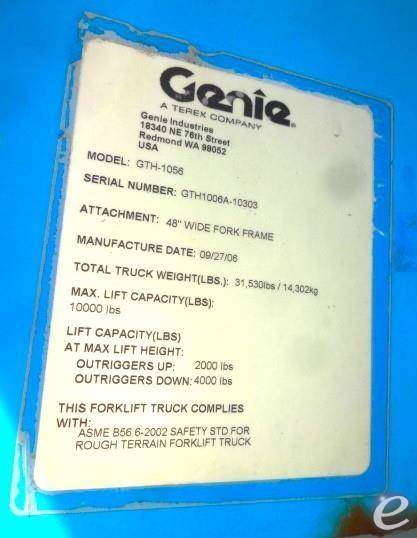 Genie
A TEREX COMPANY
Genie Industries
18340 NE 76th Street
Redmond WA 98052
USA
MODEL: GTH-1056
SERIAL NUMBER: GTH1006A-10303
ATTACHMENT: 48" WIDE FORK FRAME
MANUFACTURE DATE: 09/27/06
TOTAL TRUCK WEIGHT(LBS.): 31,530lbs / 14,302kg
MAX. LIFT CAPACITY(LBS):
10000 lbs
LIFT CAPACITY(LBS)
AT MAX LIFT HEIGHT:
OUTRIGGERS UP: 2000 lbs
OUTRIGGERS DOWN: 4000 lbs
THIS FORKLIFT TRUCK COMPLIES
WITH:
ASME B56.6-2002 SAFETY STD FOR
ROUGH TERRAIN FORKLIFT TRUCK
e